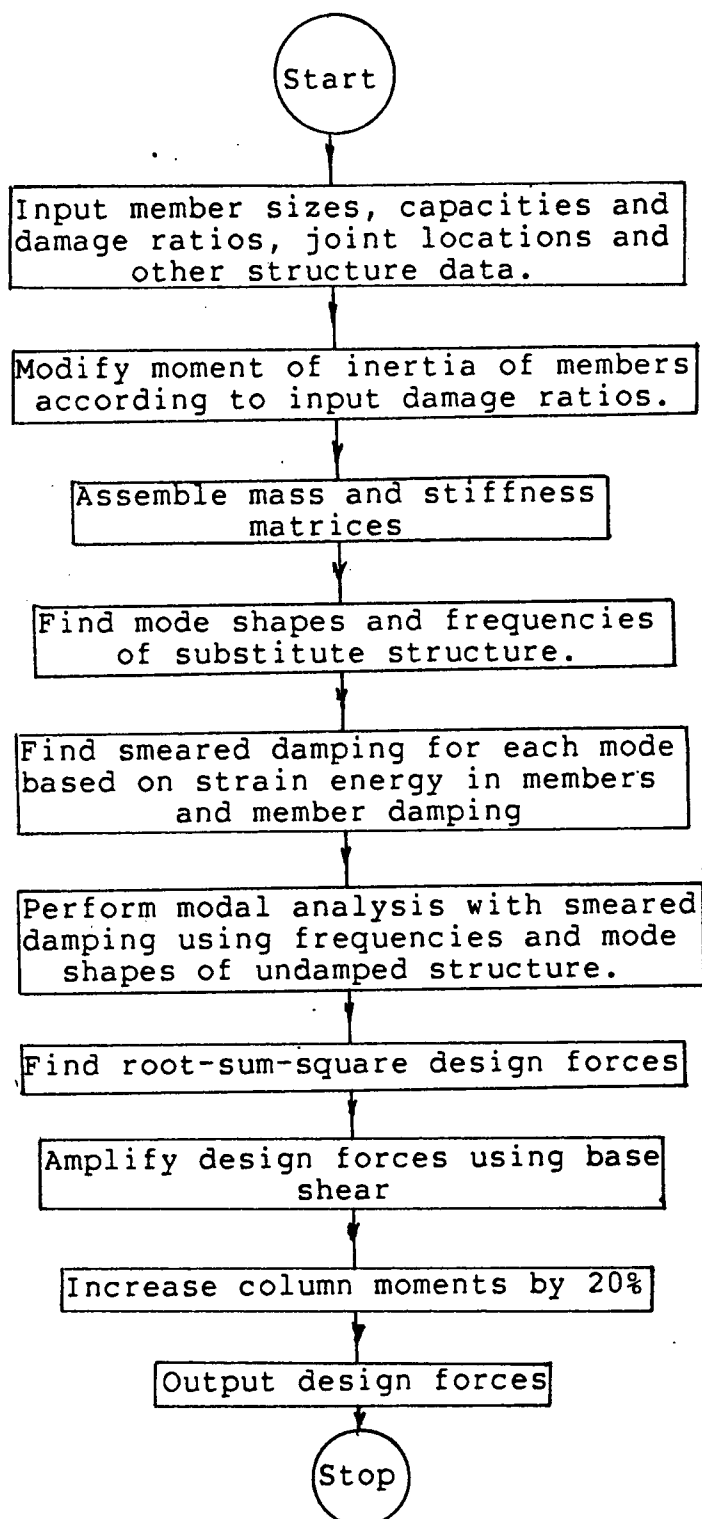 Start
Input member sizes, capacities and
damage ratios, joint locations and
other structure data.
Modify moment of inertia of members
according to input damage ratios.
Assemble mass and stiffness
matrices
Find mode shapes and frequencies
of substitute structure.
Find smeared damping for each mode
based on strain energy in members
and member damping
Perform modal analysis with smeared
damping using frequencies and mode
shapes of undamped structure.
Find root-sum-square design forces
Amplify design forces using base
shear
Increase column moments by 20%
Output design forces
Stop